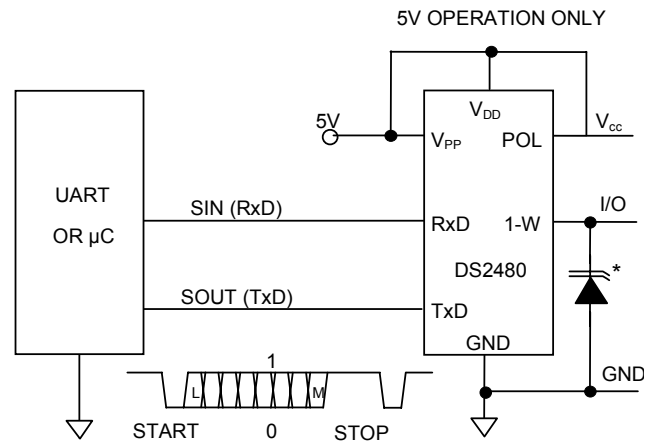 5V OPERATION ONLY
5V
V_DD
V_PP
POL
V_cc
UART
OR µC
SIN (RxD)
RxD
1-W
I/O
DS2480
*
SOUT (TxD)
TxD
GND
GND
1
L
M
START
0
STOP